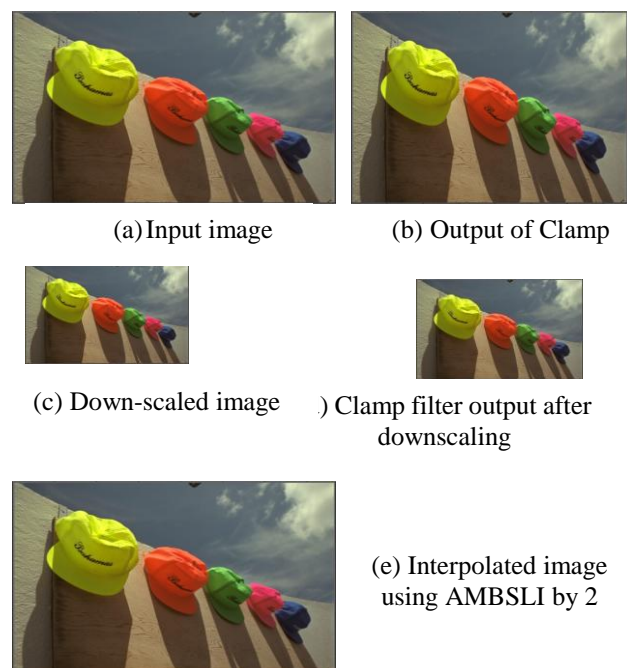 (a) Input image
(b) Output of Clamp
(c) Down-scaled image
.) Clamp filter output after
downscaling
(e) Interpolated image
using AMBSLI by 2